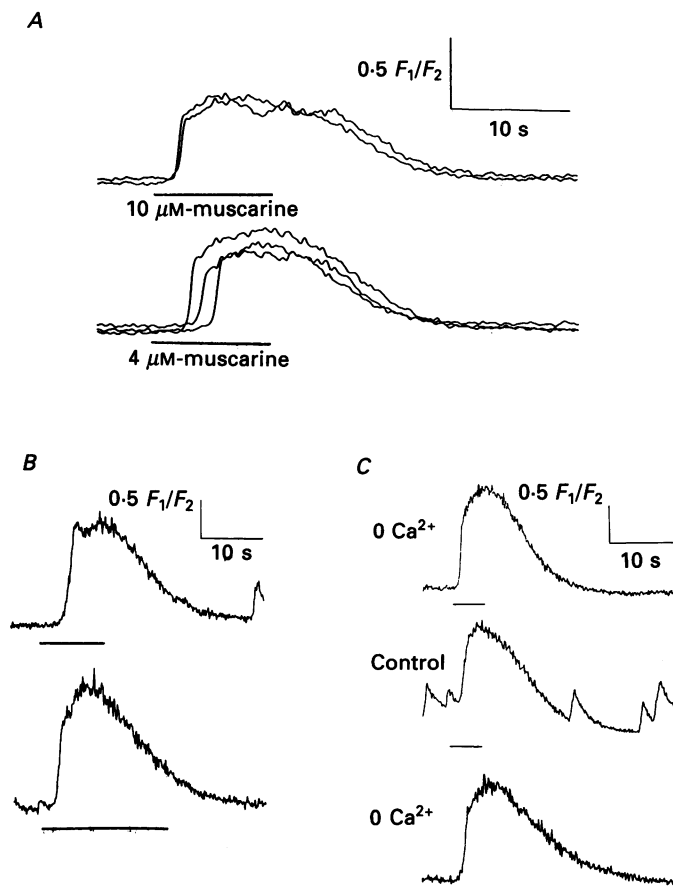 A
0·5 F₁/F₂
10 s
10 μM-muscarine
4 μM-muscarine
B
0·5 F₁/F₂
10 s
C
0·5 F₁/F₂
0 Ca²⁺
10 s
Control
0 Ca²⁺